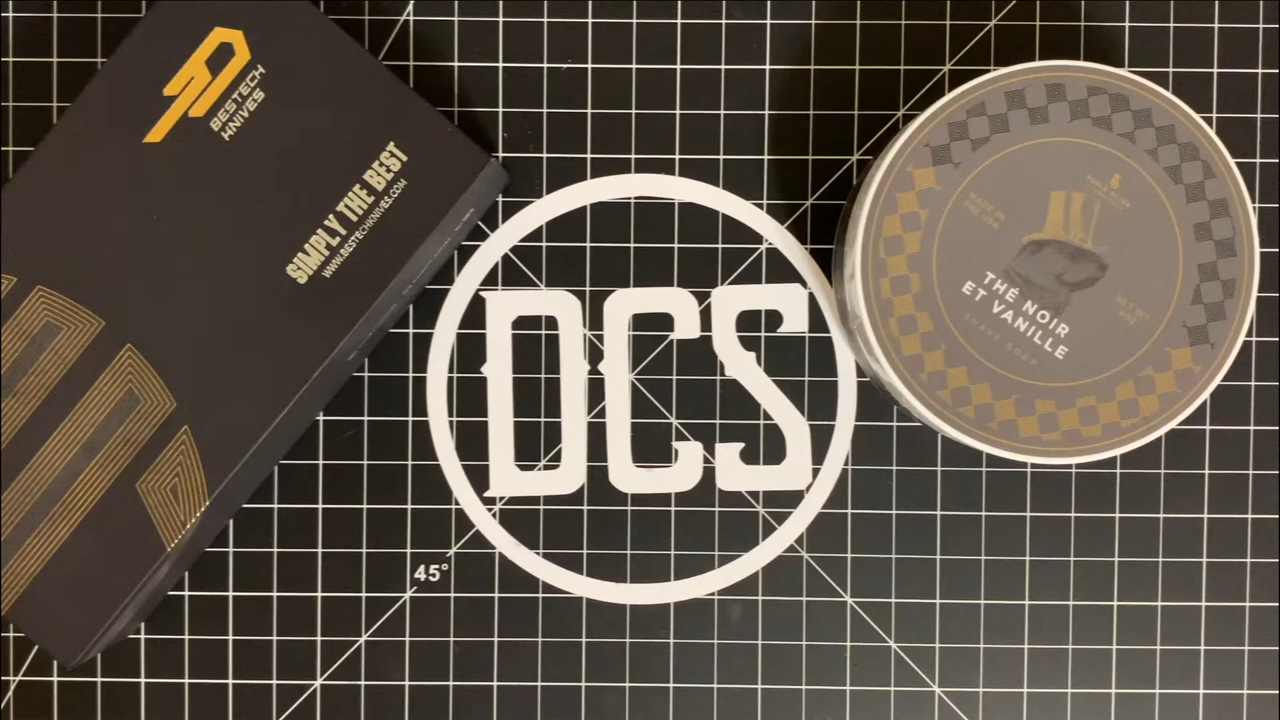 BESTECH
KNIVES
SIMPLY THE BEST
WWW.BESTECHKNIVES.COM
DCS
45°
MADE IN
THE USA
THÉ NOIR
ET VANILLE
SHAVE SOAP